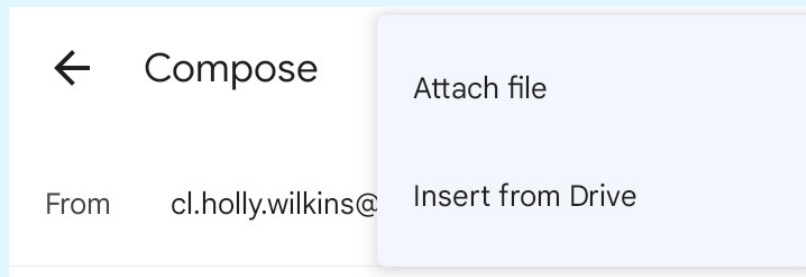 Compose
Attach file
From cl.holly.wilkins@
Insert from Drive